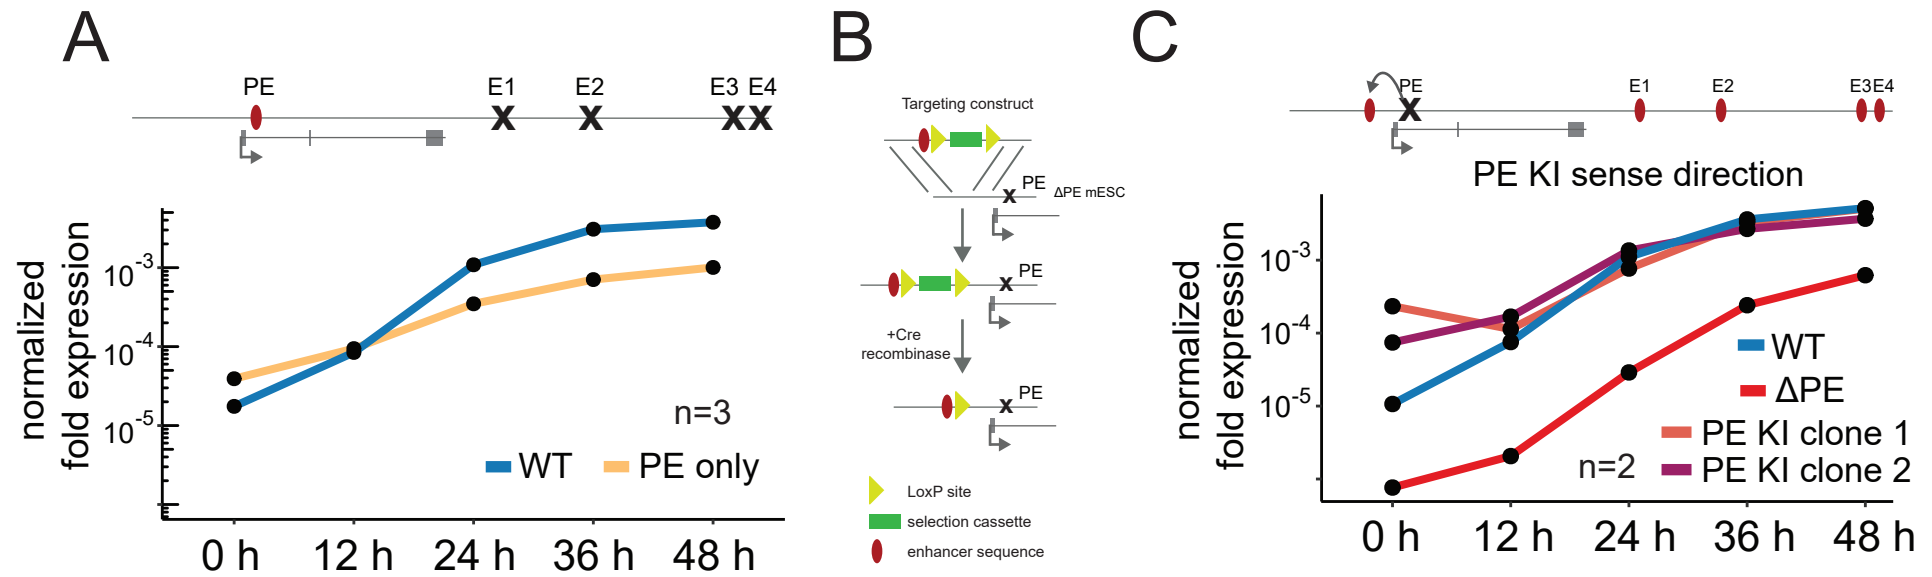 A
PE E1 E2 E3 E4
normalized
fold expression
10-3
10-4
10-5
n=3
WT PE only
0 h 12 h 24 h 36 h 48 h
B
Targeting construct
PE ΔPE mESC
PE
+Cre
recombinase
PE
LoxP site
selection cassette
enhancer sequence
C
PE E1 E2 E3 E4
PE KI sense direction
normalized
fold expression
10-3
10-4
10-5
WT
ΔPE
PE KI clone 1
n=2 PE KI clone 2
0 h 12 h 24 h 36 h 48 h